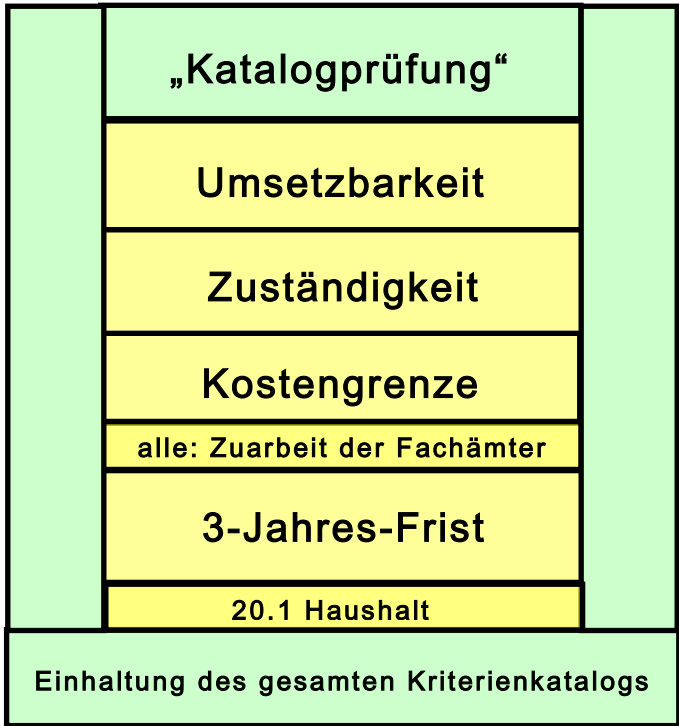 „Katalogprüfung“
Umsetzbarkeit
Zuständigkeit
Kostengrenze
alle: Zuarbeit der Fachämter
3-Jahres-Frist
20.1 Haushalt
Einhaltung des gesamten Kriterienkatalogs